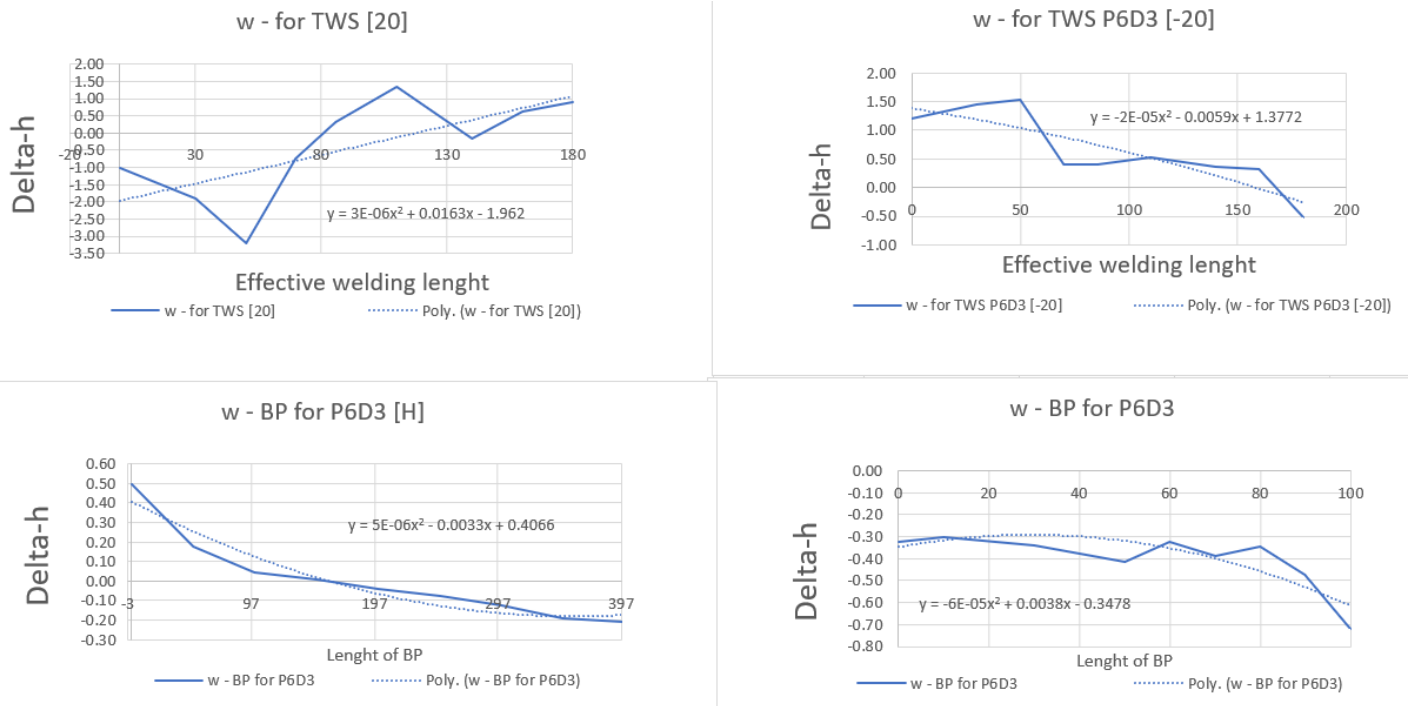 w - for TWS [20]
2.00
1.50
1.00
0.50
0.00
-0.50
-1.00
-1.50
-2.00
-2.50
-3.00
-3.50
-20 30 80 130 180
y = 3E-06x² + 0.0163x - 1.962
Delta-h
Effective welding lenght
w - for TWS [20] Poly. (w - for TWS [20])
w - for TWS P6D3 [-20]
2.00
1.50
1.00
0.50
0.00
-0.50
-1.00
0 50 100 150 200
y = -2E-05x² - 0.0059x + 1.3772
Delta-h
Effective welding lenght
w - for TWS P6D3 [-20] Poly. (w - for TWS P6D3 [-20])
w - BP for P6D3 [H]
0.60
0.50
0.40
0.30
0.20
0.10
0.00
-0.10
-0.20
-0.30
-3 97 197 297 397
y = 5E-06x² - 0.0033x + 0.4066
Delta-h
Lenght of BP
w - BP for P6D3 Poly. (w - BP for P6D3)
w - BP for P6D3
0.00
-0.10
-0.20
-0.30
-0.40
-0.50
-0.60
-0.70
-0.80
0 20 40 60 80 100
y = -6E-05x² + 0.0038x - 0.3478
Delta-h
Lenght of BP
w - BP for P6D3 Poly. (w - BP for P6D3)